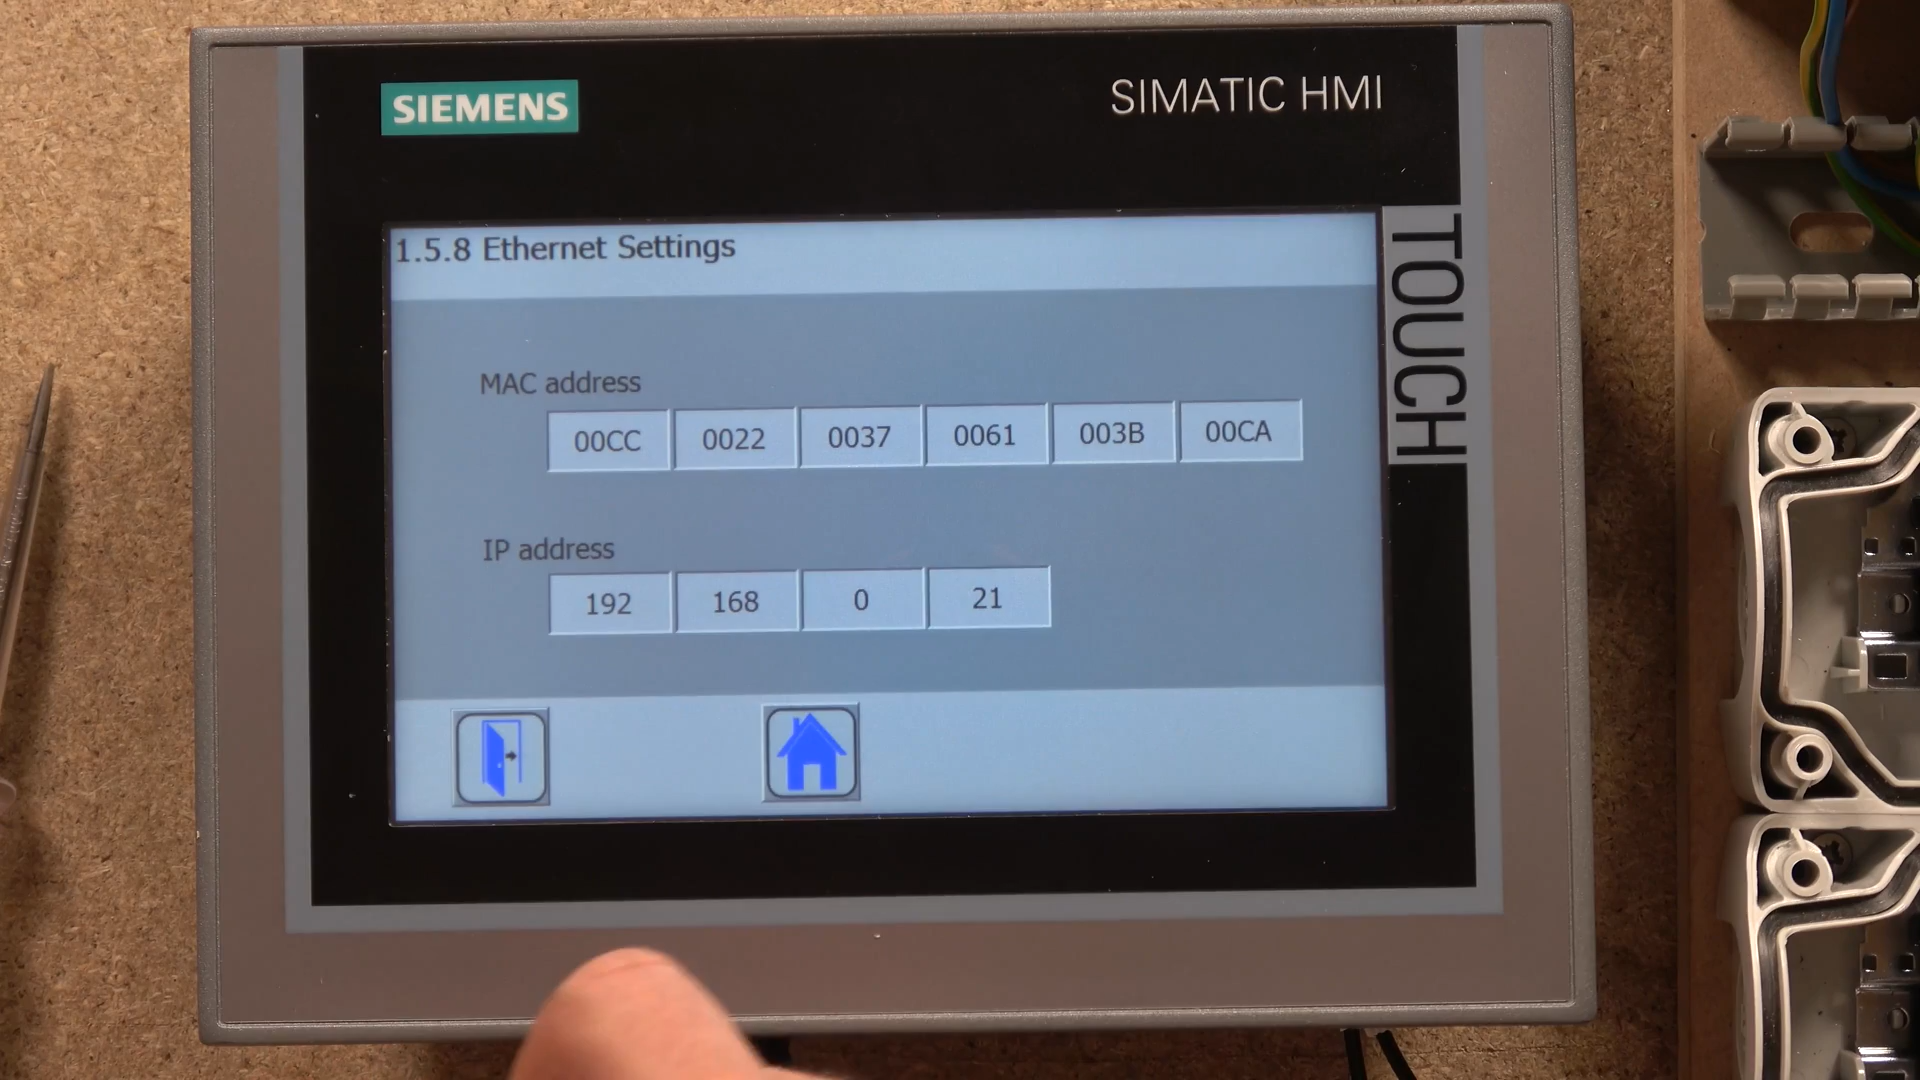 SIEMENS
SIMATIC HMI
TOUCH
1.5.8 Ethernet Settings
MAC address
00CC 0022 0037 0061 003B 00CA
IP address
192 168 0 21